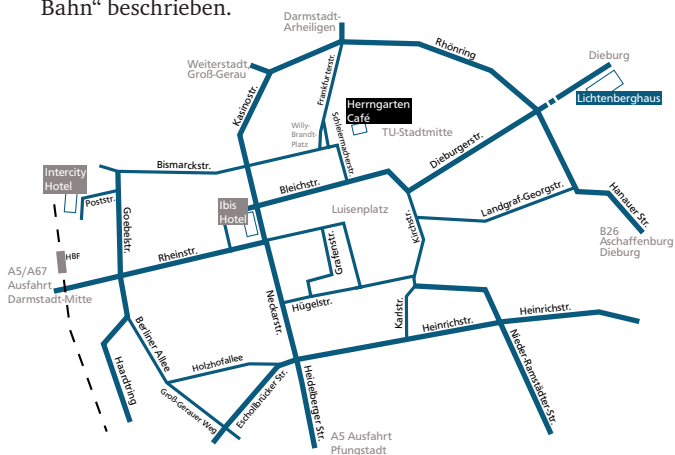 Bahn“ beschrieben.
Darmstadt-
Arheiligen
Rhönring
Weiterstadt,
Groß-Gerau
Dieburg
Frankfurterstr.
Kasinostr.
Lichtenberghaus
Herrngarten
Café
Willy-
Brandt-
Platz
Schleiermacherstr.
TU-Stadtmitte
Dieburgerstr.
Bismarckstr.
Intercity
Hotel
Bleichstr.
Poststr.
Ibis
Hotel
Luisenplatz
Landgraf-Georgstr.
Hanauer Str.
Goebelstr.
Kirchstr.
Grafenstr.
B26
Aschaffenburg
Dieburg
Rheinstr.
HBF
A5/A67
Ausfahrt
Darmstadt-Mitte
Neckarstr.
Hügelstr.
Karlstr.
Heinrichstr.
Heinrichstr.
Berliner Allee
Nieder-Ramstädter-Str.
Haardtring
Holzhofallee
Heidelberger Str.
Eschollbrücker Str.
Groß-Gerauer Weg
A5 Ausfahrt
Pfungstadt